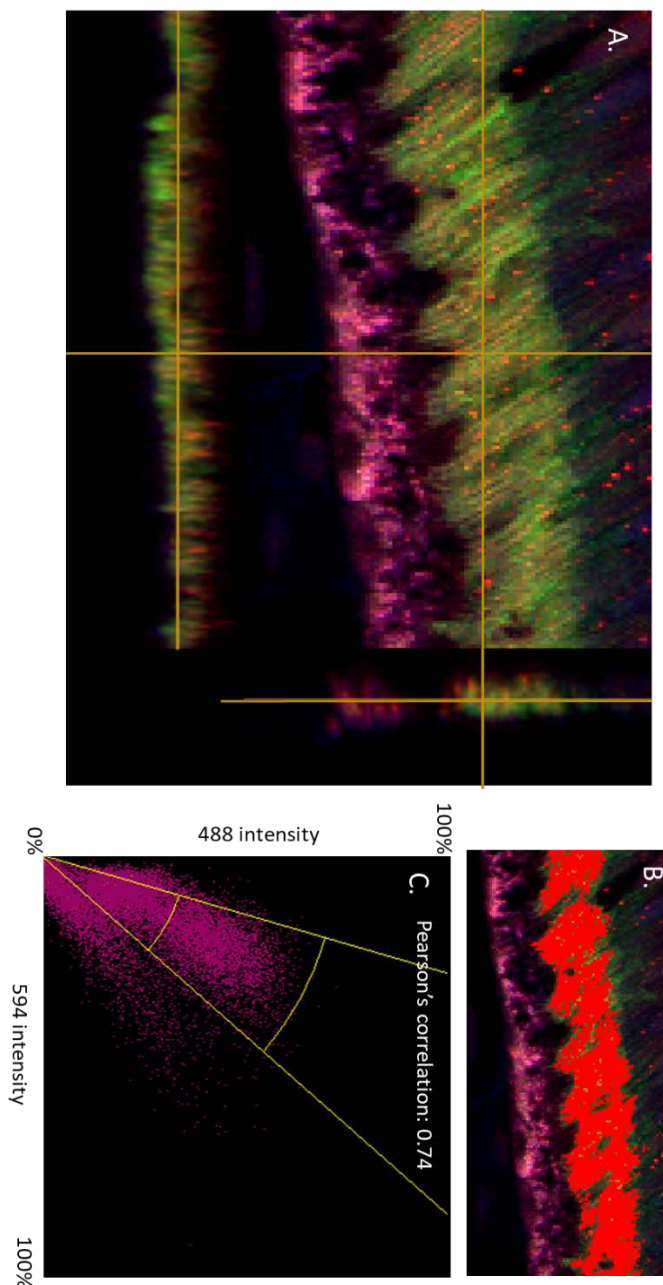 A.
B.
C.
Pearson's correlation: 0.74
100%
488 intensity
0%
594 intensity
100%